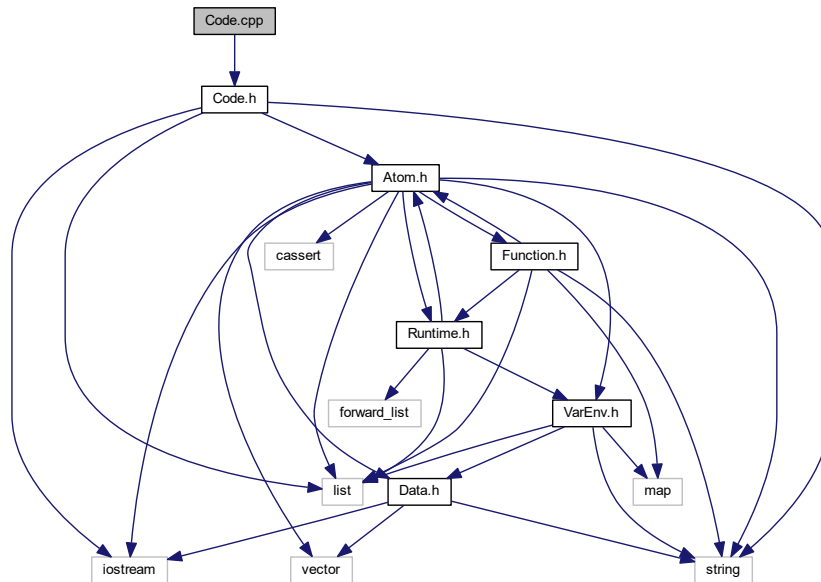 Code.cpp
Code.h
Atom.h
cassert
Function.h
Runtime.h
forward_list
VarEnv.h
list
Data.h
map
iostream
vector
string